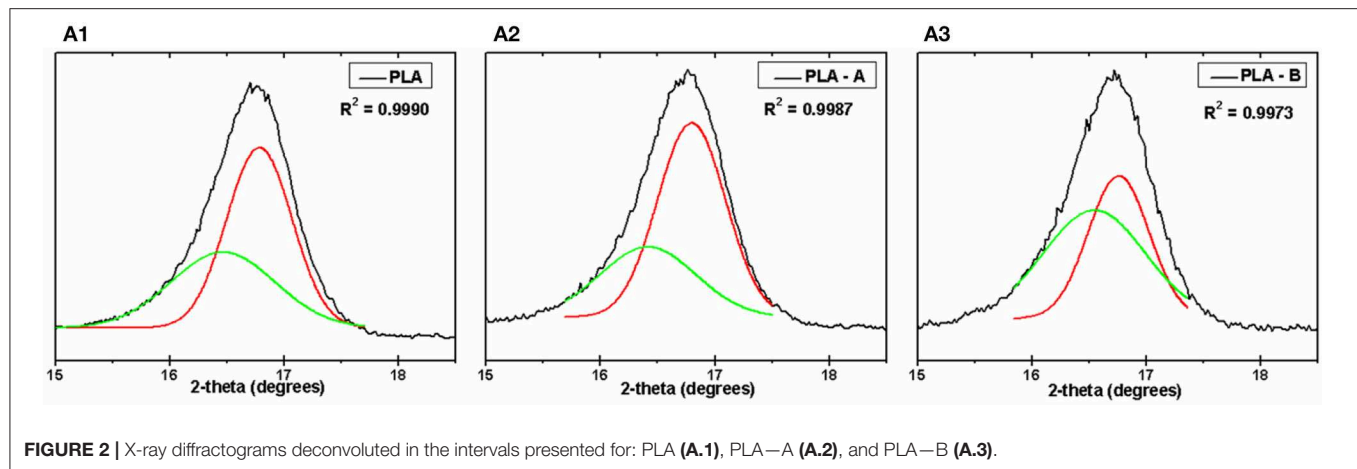 A1
PLA
R² = 0.9990
15 16 17 18
2-theta (degrees)
A2
PLA - A
R² = 0.9987
15 16 17 18
2-theta (degrees)
A3
PLA - B
R² = 0.9973
15 16 17 18
2-theta (degrees)
FIGURE 2 | X-ray diffractograms deconvoluted in the intervals presented for: PLA (A.1), PLA—A (A.2), and PLA—B (A.3).